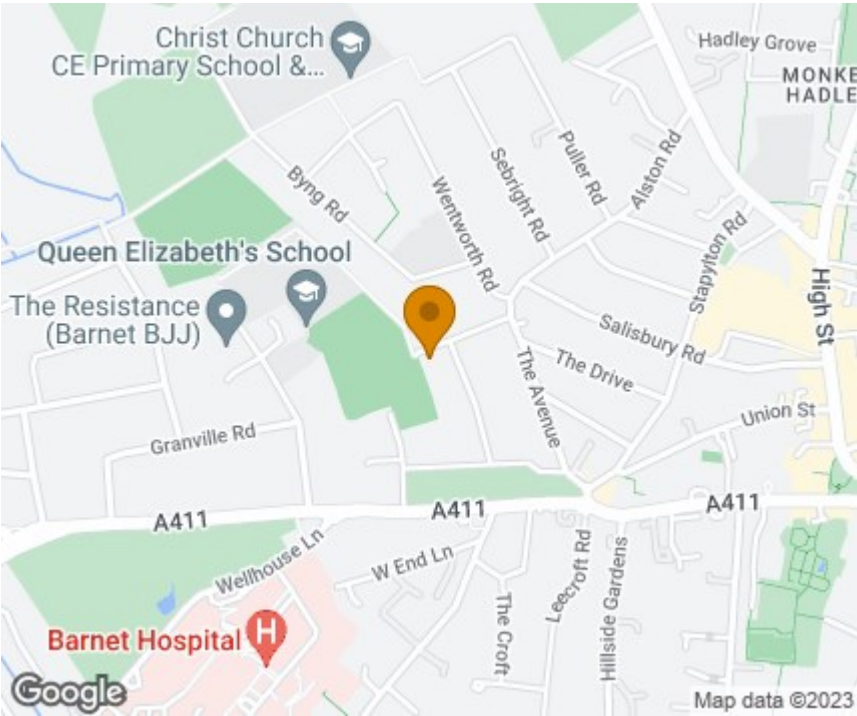 Christ Church
CE Primary School &...
Hadley Grove
MONKE
HADLE
Puller Rd
Alston Rd
Sebright Rd
Byng Rd
Wentworth Rd
Queen Elizabeth's School
Stapylton Rd
The Resistance
(Barnet BJJ)
High St
Salisbury Rd
The Avenue
The Drive
Union St
Granville Rd
A411
A411
A411
Wellhouse Ln
W End Ln
Leecroft Rd
Hillside Gardens
The Croft
Barnet Hospital
H
Google
Map data ©2023